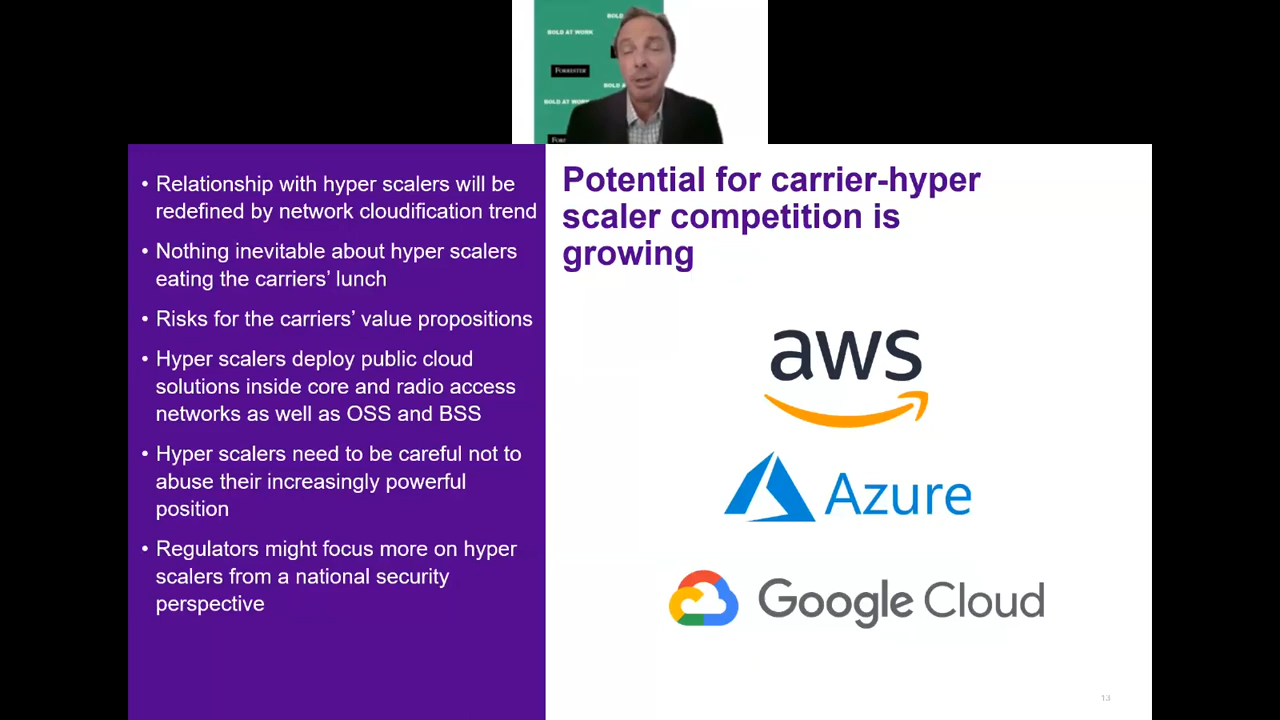 BOLD
BOLD AT WORK
FORRESTER
BOLD A
BOLD AT WORK
FORR
• Relationship with hyper scalers will be
redefined by network cloudification trend
• Nothing inevitable about hyper scalers
eating the carriers’ lunch
• Risks for the carriers’ value propositions
• Hyper scalers deploy public cloud
solutions inside core and radio access
networks as well as OSS and BSS
• Hyper scalers need to be careful not to
abuse their increasingly powerful
position
• Regulators might focus more on hyper
scalers from a national security
perspective
Potential for carrier-hyper
scaler competition is
growing
aws
Azure
Google Cloud
13